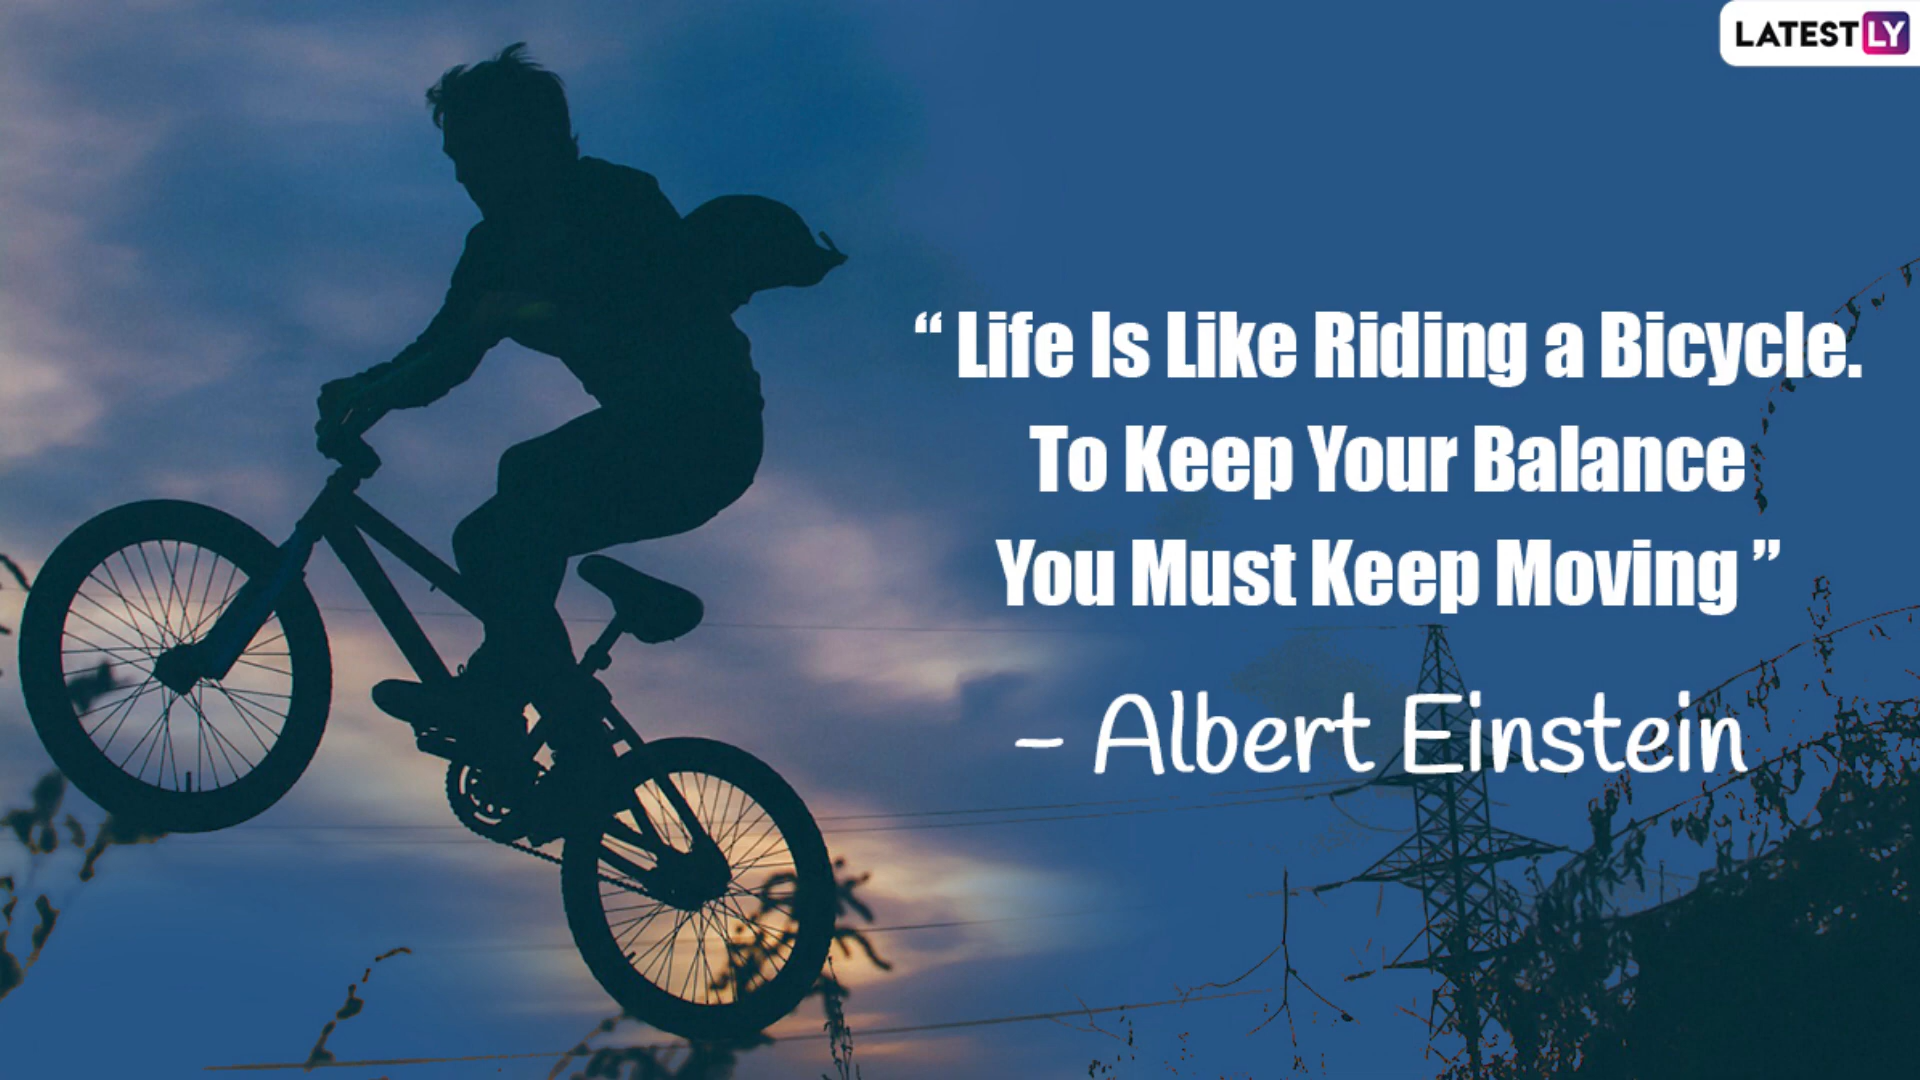 LATESTLY
“ Life Is Like Riding a Bicycle.
To Keep Your Balance
You Must Keep Moving ”
– Albert Einstein